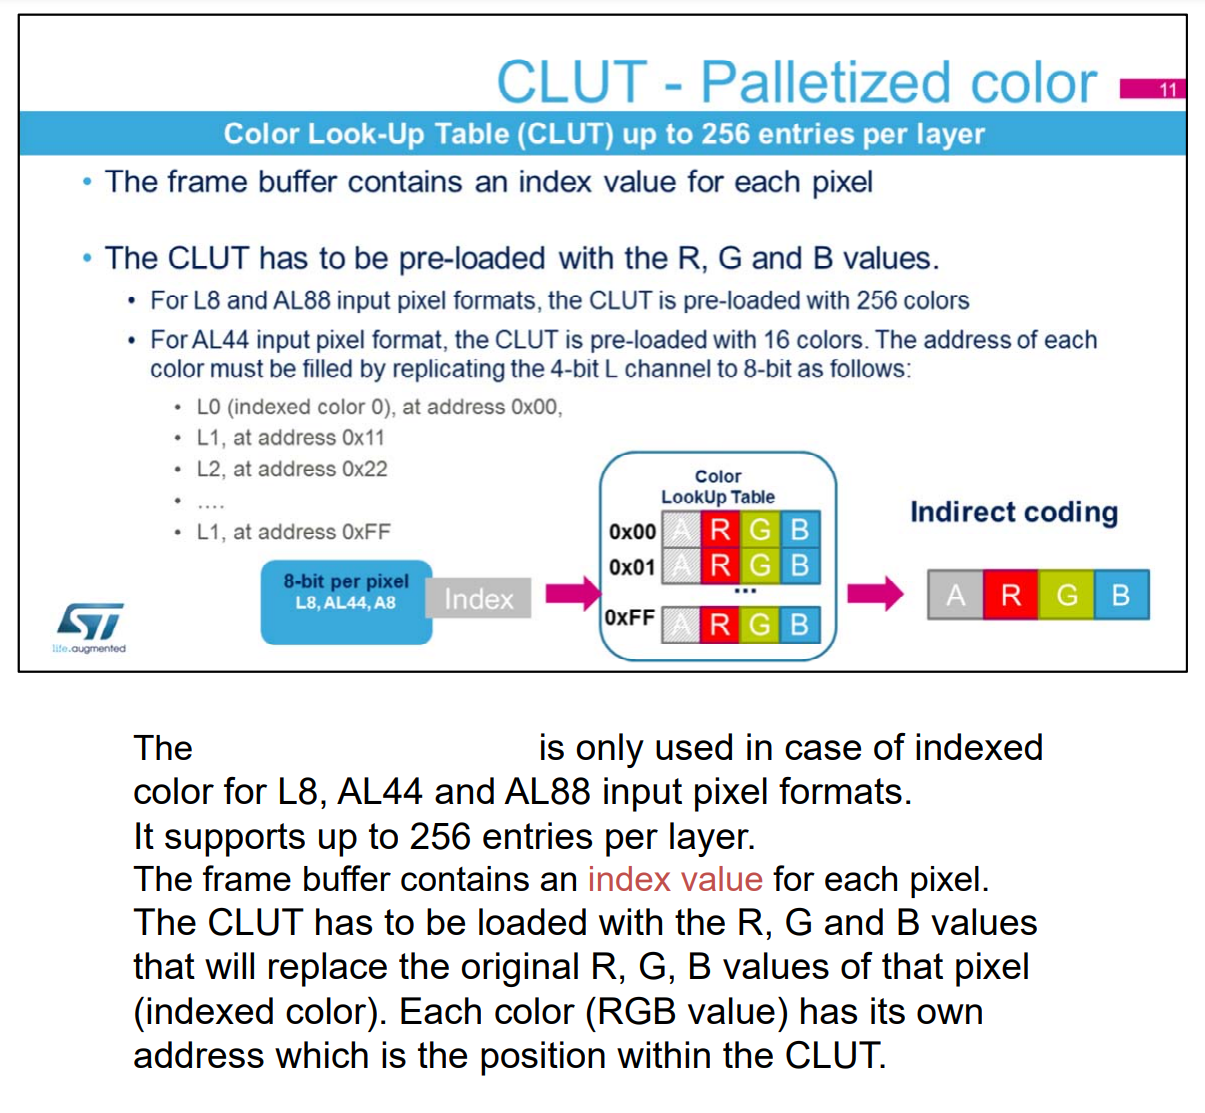 CLUT - Palletized color
11
Color Look-Up Table (CLUT) up to 256 entries per layer
• The frame buffer contains an index value for each pixel
• The CLUT has to be pre-loaded with the R, G and B values.
• For L8 and AL88 input pixel formats, the CLUT is pre-loaded with 256 colors
• For AL44 input pixel format, the CLUT is pre-loaded with 16 colors. The address of each
color must be filled by replicating the 4-bit L channel to 8-bit as follows:
• L0 (indexed color 0), at address 0x00,
• L1, at address 0x11
• L2, at address 0x22
• ....
• L1, at address 0xFF
8-bit per pixel
L8, AL44, A8
Index
Color
LookUp Table
0x00 A R G B
0x01 A R G B
...
0xFF A R G B
Indirect coding
A R G B
ST
life.augmented
The is only used in case of indexed
color for L8, AL44 and AL88 input pixel formats.
It supports up to 256 entries per layer.
The frame buffer contains an index value for each pixel.
The CLUT has to be loaded with the R, G and B values
that will replace the original R, G, B values of that pixel
(indexed color). Each color (RGB value) has its own
address which is the position within the CLUT.